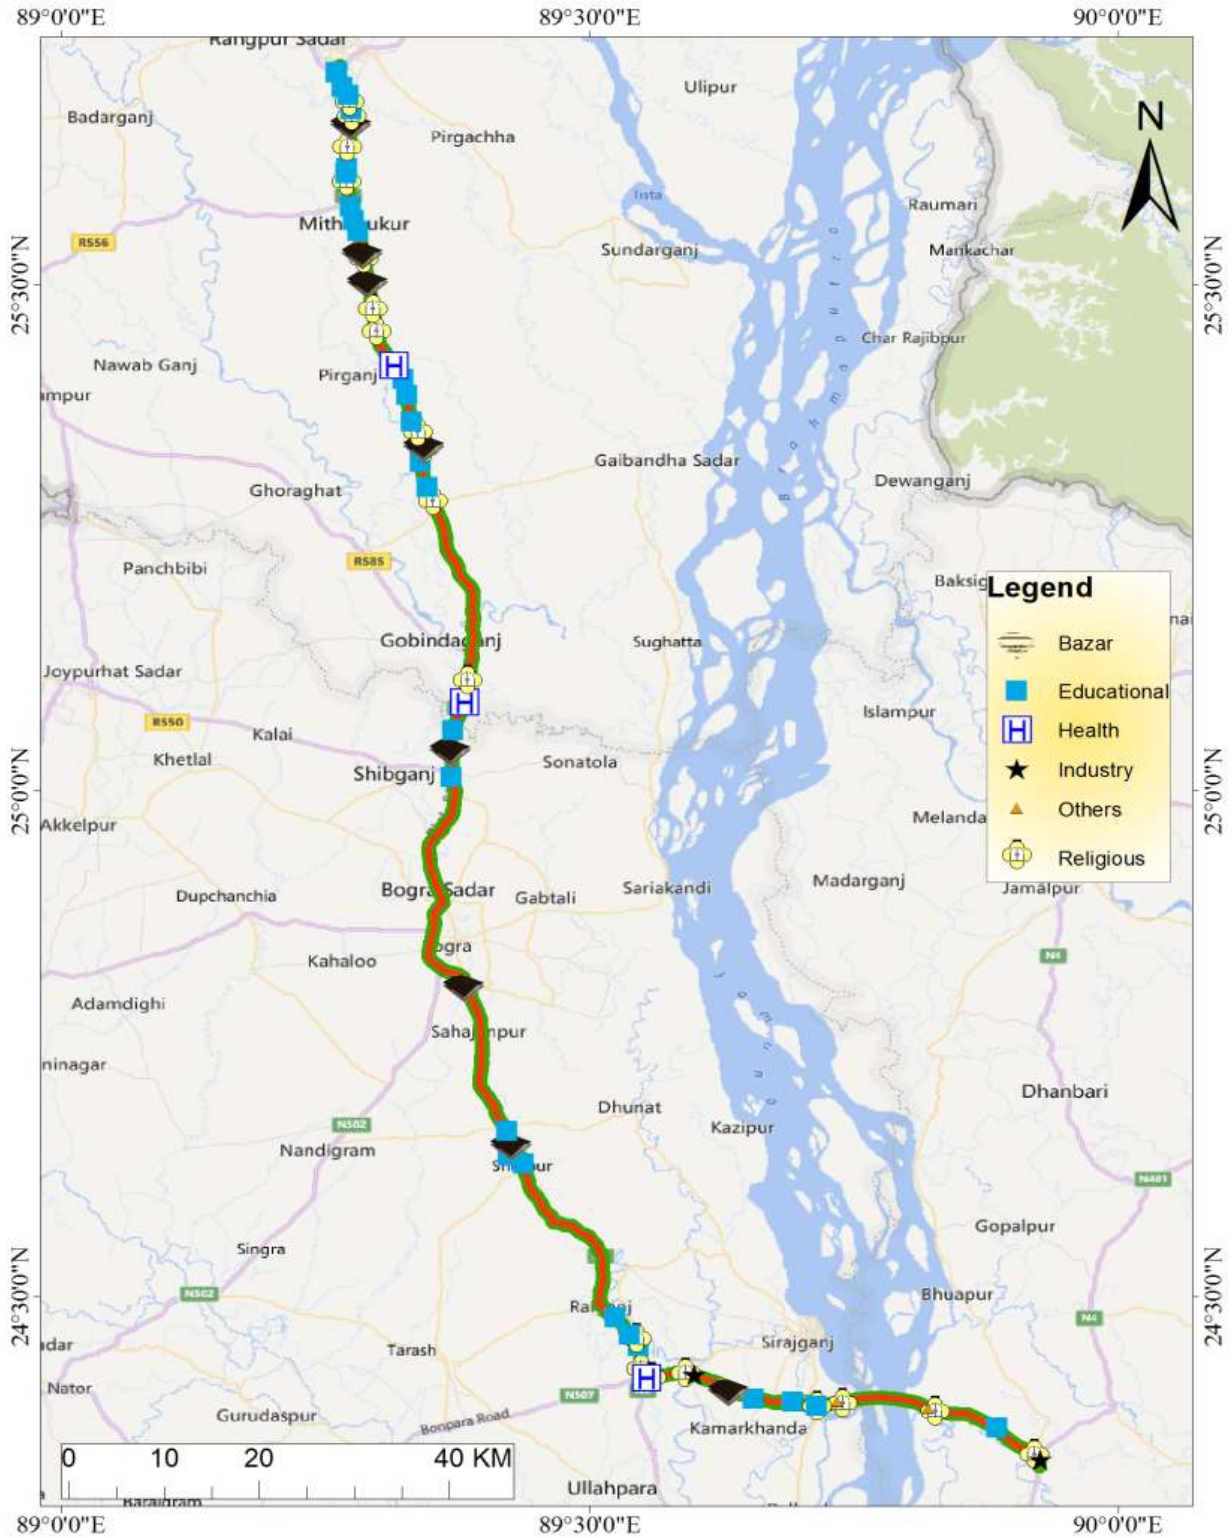 89°0'0"E 89°30'0"E 90°0'0"E
Rangpur Sadar
Ulipur
Badarganj
N
Pirgachha
Tista
Raumari
R556
Sundarganj
Mankachar
25°30'0"N
25°30'0"N
Char Rajibpur
Nawab Ganj
Pirganj
Brahmaputra
Gaibandha Sadar
Dewanganj
Ghoraghat
R585
Panchbibi
Legend
Bazar
Educational
Health
Industry
Others
Religious
Gobindaganj
Sughatta
Joypurhat Sadar
Islampur
R550
Kalai
Khetlal
Sonatola
Shibganj
25°0'0"N
25°0'0"N
Akkelpur
Melanda
Madarganj
Sariakandi
Jamalpur
Dupchanchia
Bogra Sadar
Gabtali
ogra
N4
Kahaloo
Adamdighi
Jamuna
ninagar
Dhanbari
Dhunat
N502
Kazipur
Nandigram
N401
Gopalpur
Singra
24°30'0"N
24°30'0"N
N502
Bhuapur
N4
Sirajganj
Tarash
Nator
N507
Gurudaspur
Bonpara Road
Kamarkhanda
0 10 20 40 KM
Ullahpara
89°0'0"E 89°30'0"E 90°0'0"E